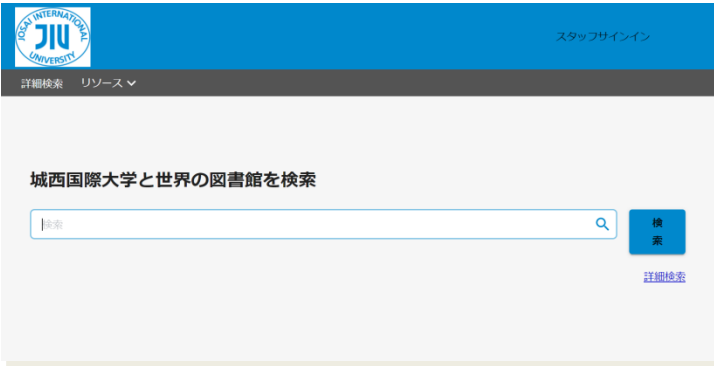 JOSAI INTERNATIONAL
JIU
UNIVERSITY
スタッフサインイン
詳細検索 リソース
城西国際大学と世界の図書館を検索
検索
検
索
詳細検索